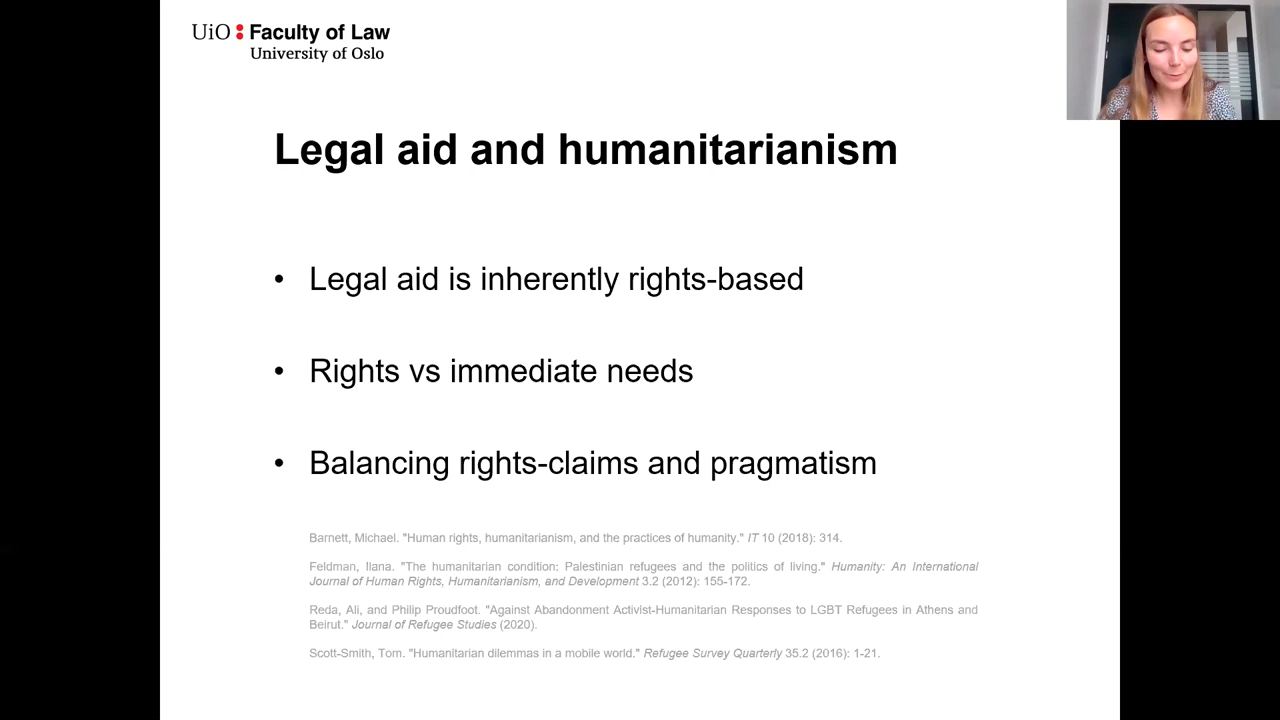 UiO : Faculty of Law
University of Oslo
Legal aid and humanitarianism
• Legal aid is inherently rights-based
• Rights vs immediate needs
• Balancing rights-claims and pragmatism
Barnett, Michael. "Human rights, humanitarianism, and the practices of humanity." IT 10 (2018): 314.
Feldman, Ilana. "The humanitarian condition: Palestinian refugees and the politics of living." Humanity: An International
Journal of Human Rights, Humanitarianism, and Development 3.2 (2012): 155-172.
Reda, Ali, and Philip Proudfoot. "Against Abandonment Activist-Humanitarian Responses to LGBT Refugees in Athens and
Beirut." Journal of Refugee Studies (2020).
Scott-Smith, Tom. "Humanitarian dilemmas in a mobile world." Refugee Survey Quarterly 35.2 (2016): 1-21.